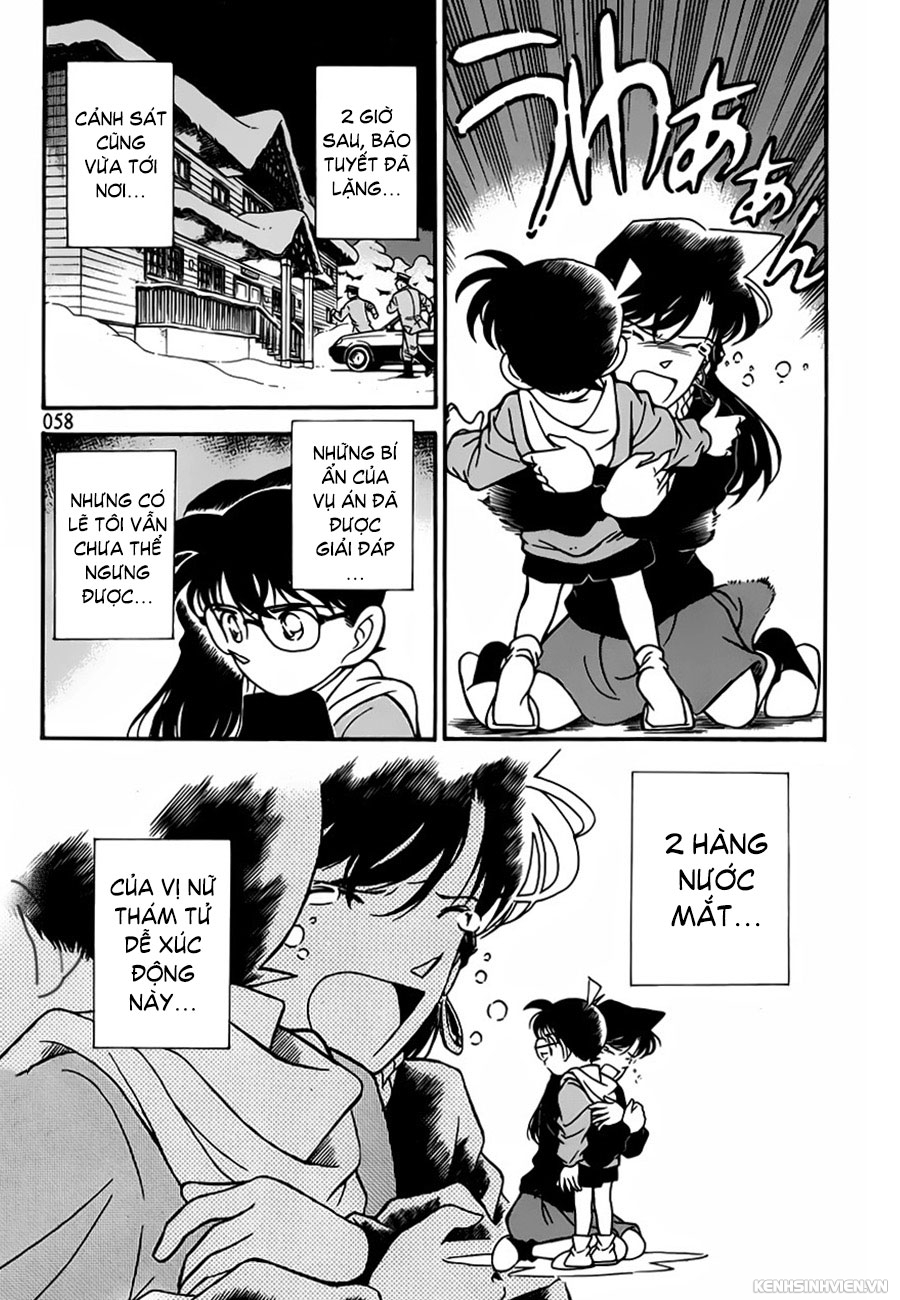 うわあああん
2 GIỜ
SAU, BÃO
TUYẾT ĐÃ
LẶNG...
CẢNH SÁT
CŨNG
VỪA TỚI
NƠI...
058
NHỮNG BÍ
ẨN CỦA
VỤ ÁN ĐÃ
ĐƯỢC
GIẢI ĐÁP
...
NHƯNG CÓ
LẼ TÔI VẪN
CHƯA THỂ
NGƯNG
ĐƯỢC...
2 HÀNG
NƯỚC
MẮT...
CỦA VỊ NỮ
THÁM TỬ
DỄ XÚC
ĐỘNG
NÀY...
KENHSINHVIEN.VN